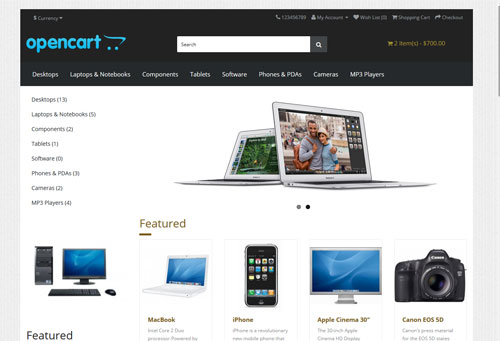 $ Currency
123456789 My Account Wish List (0) Shopping Cart Checkout
opencart
Search
2 item(s) - $700.00
Desktops Laptops & Notebooks Components Tablets Software Phones & PDAs Cameras MP3 Players
Desktops (13)
Laptops & Notebooks (5)
Components (2)
Tablets (1)
Software (0)
Phones & PDAs (3)
Cameras (2)
MP3 Players (4)
Featured
MacBook iPhone Apple Cinema 30" Canon EOS 5D
Intel Core 2 Duo iPhone is a revolutionary The 30-inch Apple Canon's press material
processor Powered by new mobile phone that Cinema HD Display for the EOS 5D states
Featured